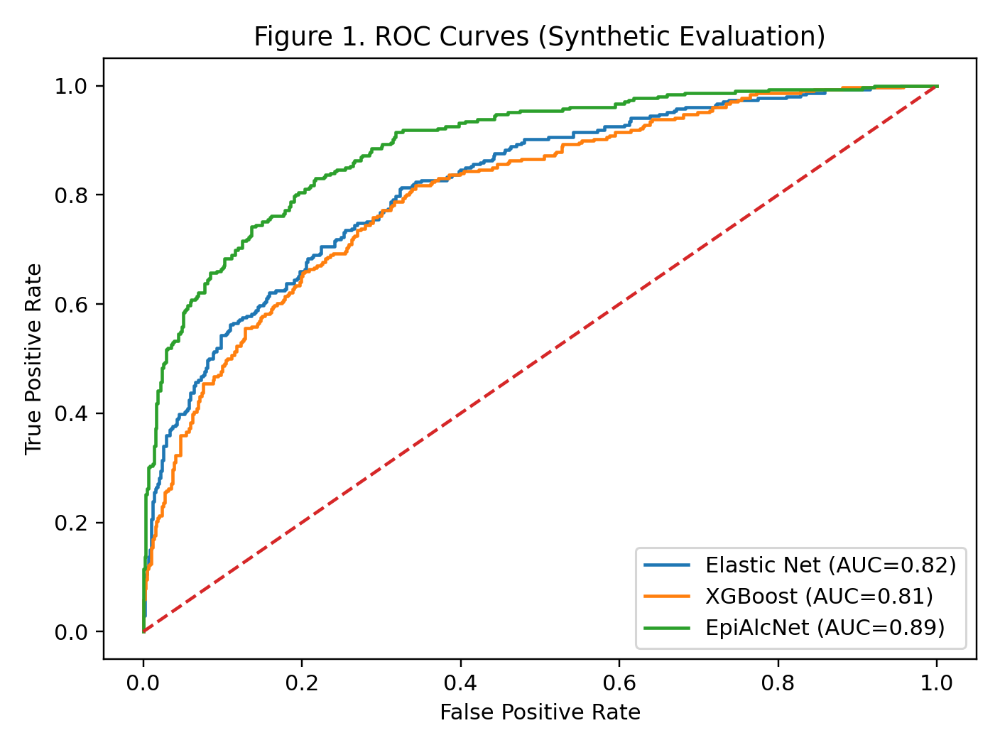 Figure 1. ROC Curves (Synthetic Evaluation)
True Positive Rate
1.0
0.8
0.6
0.4
0.2
0.0
Elastic Net (AUC=0.82)
XGBoost (AUC=0.81)
EpiAlcNet (AUC=0.89)
0.0 0.2 0.4 0.6 0.8 1.0
False Positive Rate